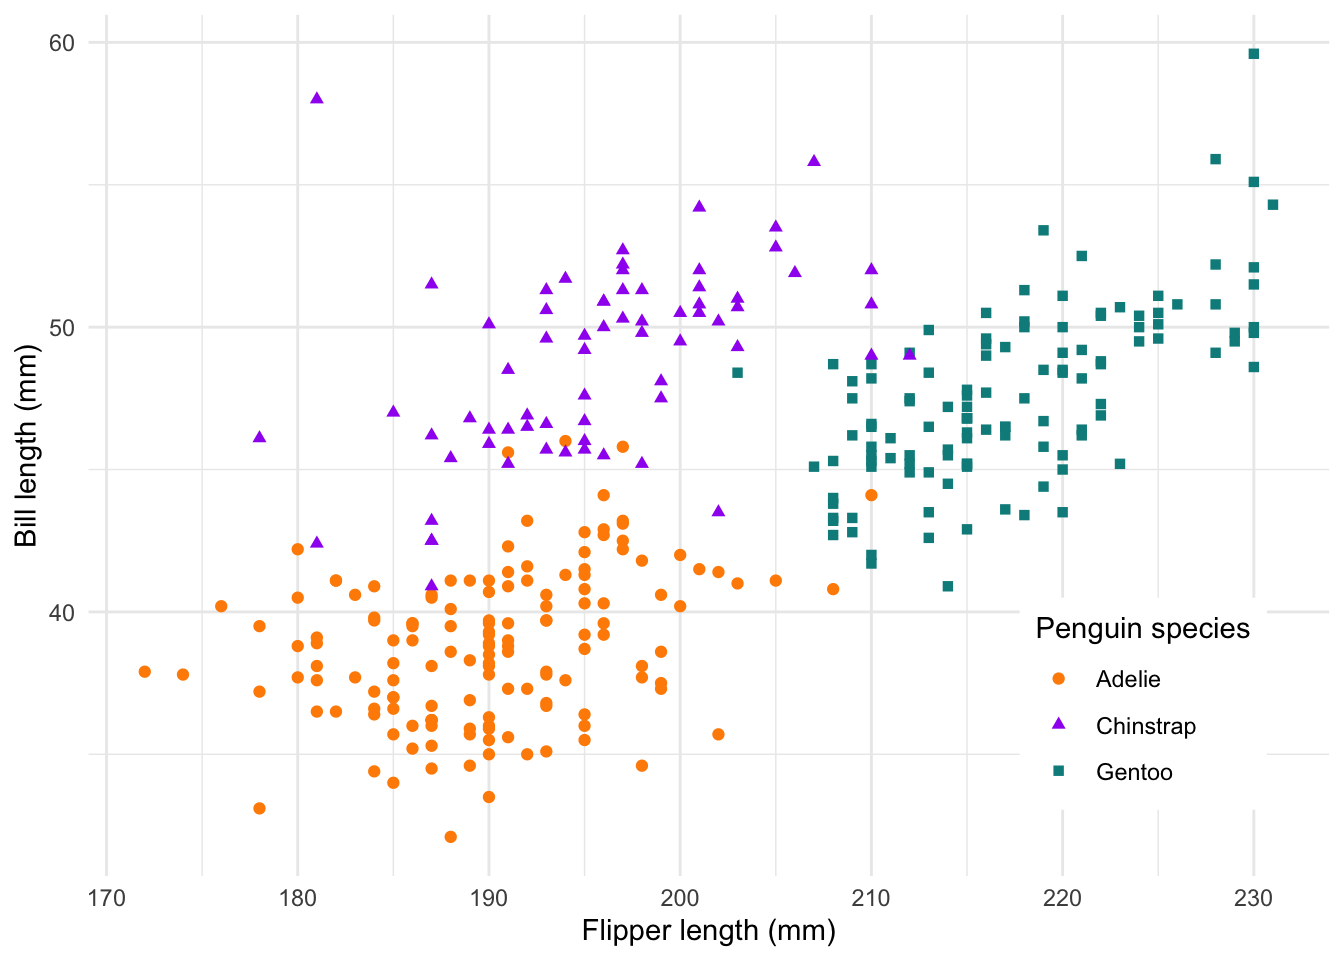 60
50
40
Bill length (mm)
Penguin species
Adelie
Chinstrap
Gentoo
170 180 190 200 210 220 230
Flipper length (mm)